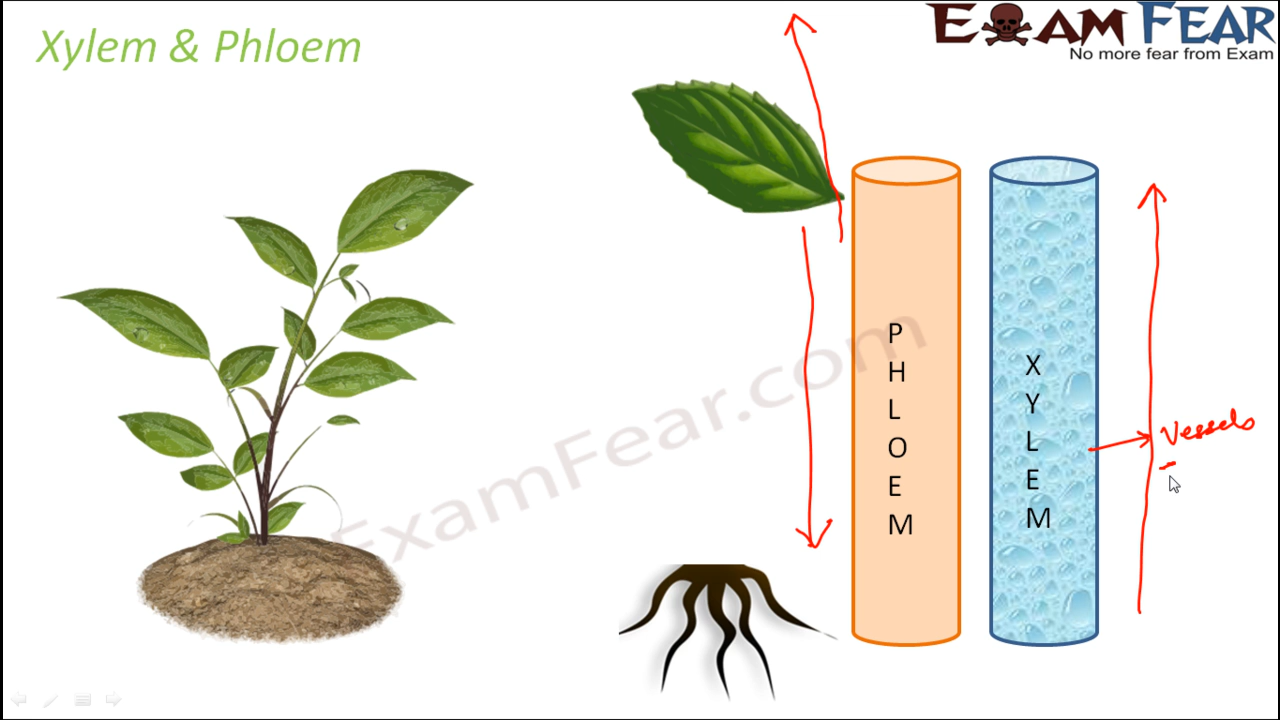 Xylem & Phloem
EXAM FEAR
No more fear from Exam
ExamFear.com
P
H
L
O
E
M
X
Y
L
E
M
Vessels